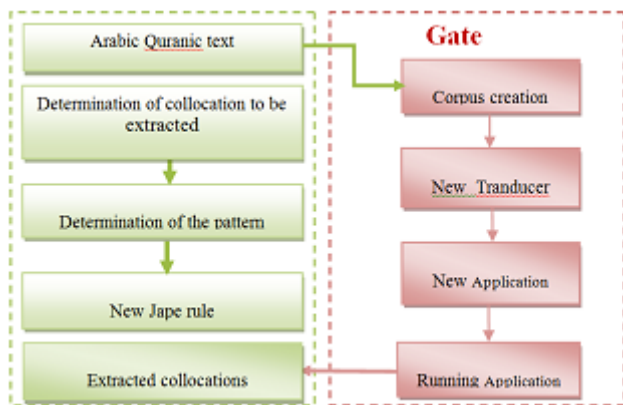 Arabic Quranic text
Determination of collocation to be
extracted
Determination of the pattern
New Jape rule
Extracted collocations
Gate
Corpus creation
New Tranducer
New Application
Running Application